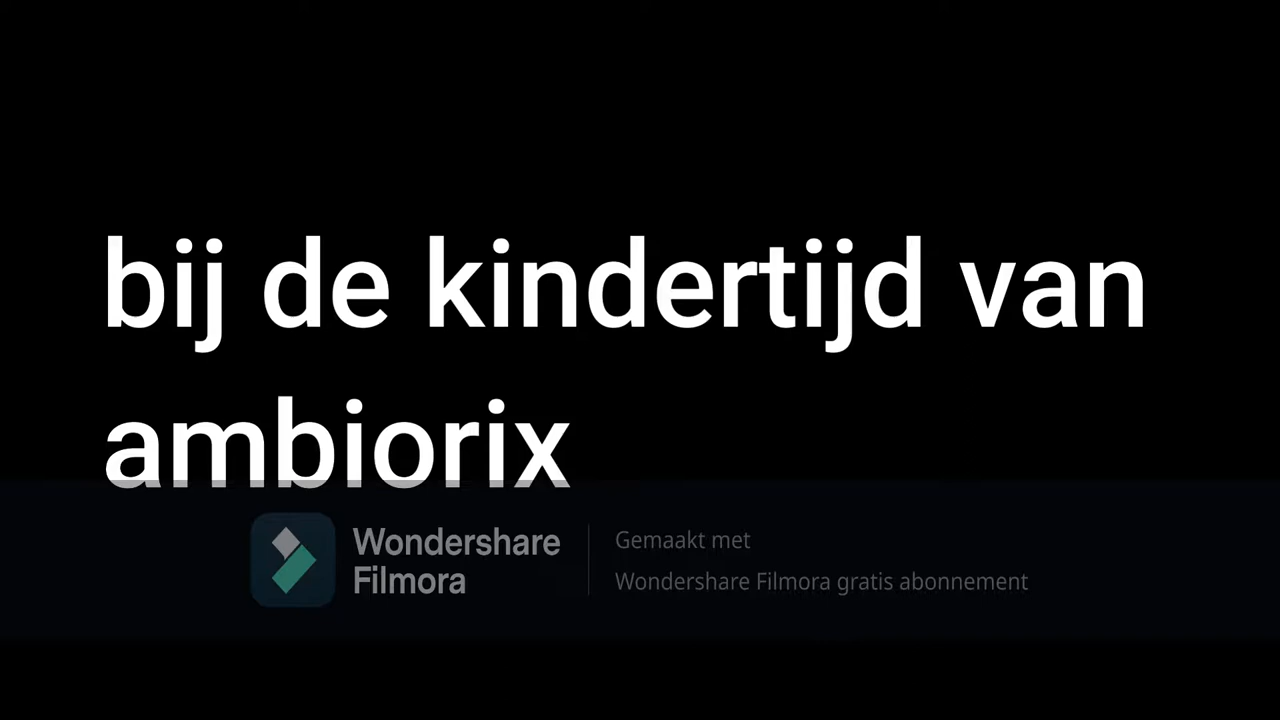 bij de kindertijd van
ambiorix
Wondershare
Filmora
Gemaakt met
Wondershare Filmora gratis abonnement